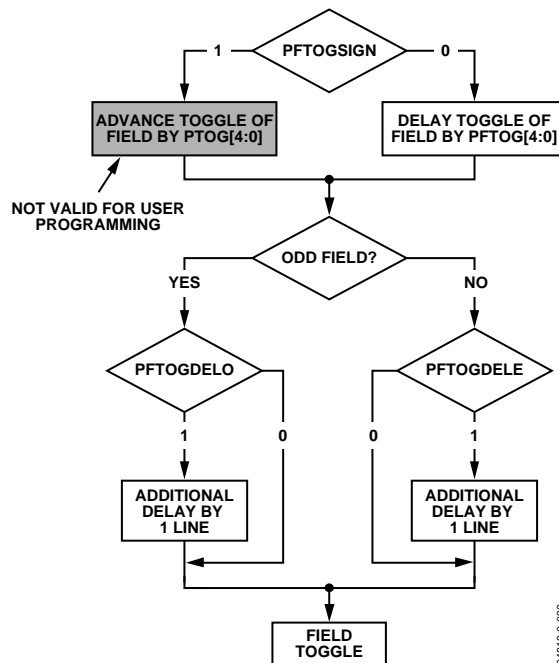 PFTOGSIGN
1
0
ADVANCE TOGGLE OF
FIELD BY PTOG[4:0]
DELAY TOGGLE OF
FIELD BY PFTOG[4:0]
NOT VALID FOR USER
PROGRAMMING
ODD FIELD?
YES
NO
PFTOGDELO
PFTOGDELE
1
0
0
1
ADDITIONAL
DELAY BY
1 LINE
ADDITIONAL
DELAY BY
1 LINE
FIELD
TOGGLE